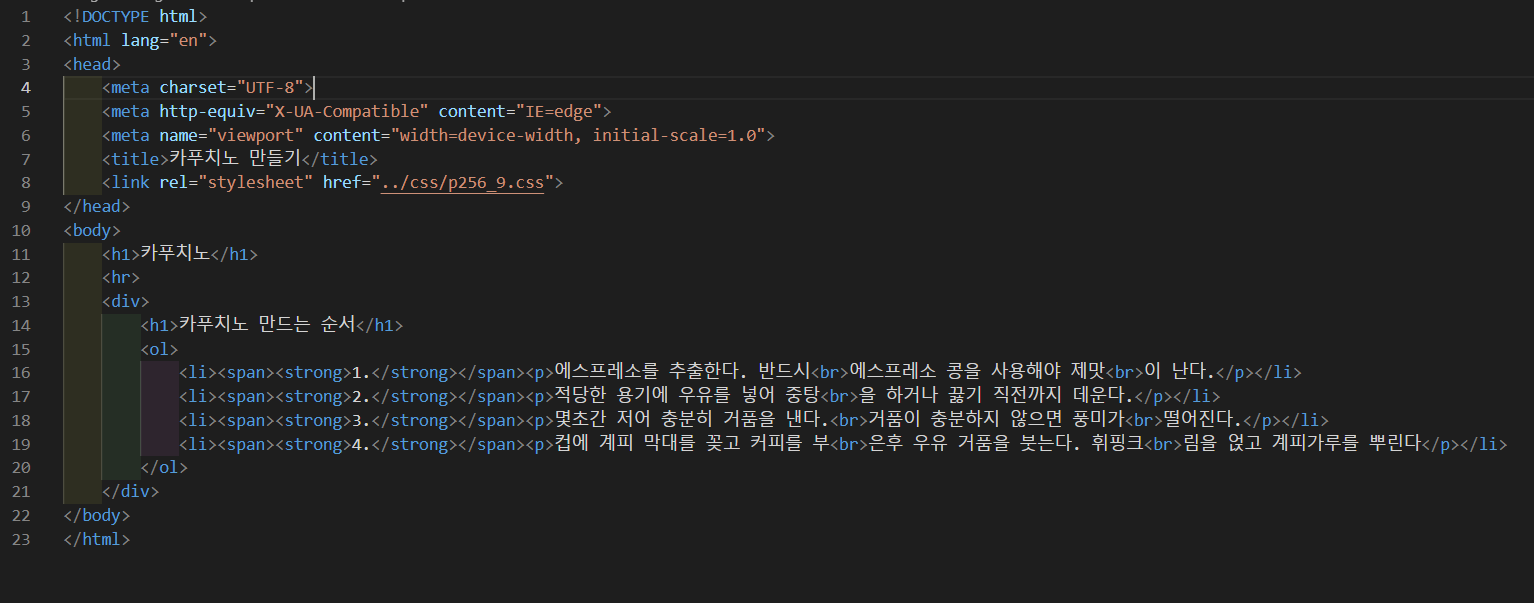 1 <!DOCTYPE html>
2 <html lang="en">
3 <head>
4 <meta charset="UTF-8">
5 <meta http-equiv="X-UA-Compatible" content="IE=edge">
6 <meta name="viewport" content="width=device-width, initial-scale=1.0">
7 <title>카푸치노 만들기</title>
8 <link rel="stylesheet" href="../css/p256_9.css">
9 </head>
10 <body>
11 <h1>카푸치노</h1>
12 <hr>
13 <div>
14 <h1>카푸치노 만드는 순서</h1>
15 <ol>
16 <li><span><strong>1.</strong></span><p>에스프레소를 추출한다. 반드시<br>에스프레소 콩을 사용해야 제맛<br>이 난다.</p></li>
17 <li><span><strong>2.</strong></span><p>적당한 용기에 우유를 넣어 중탕<br>을 하거나 끓기 직전까지 데운다.</p></li>
18 <li><span><strong>3.</strong></span><p>몇초간 저어 충분히 거품을 낸다.<br>거품이 충분하지 않으면 풍미가<br>떨어진다.</p></li>
19 <li><span><strong>4.</strong></span><p>컵에 계피 막대를 꽂고 커피를 부<br>은후 우유 거품을 붓는다. 휘핑크<br>림을 얹고 계피가루를 뿌린다</p></li>
20 </ol>
21 </div>
22 </body>
23 </html>